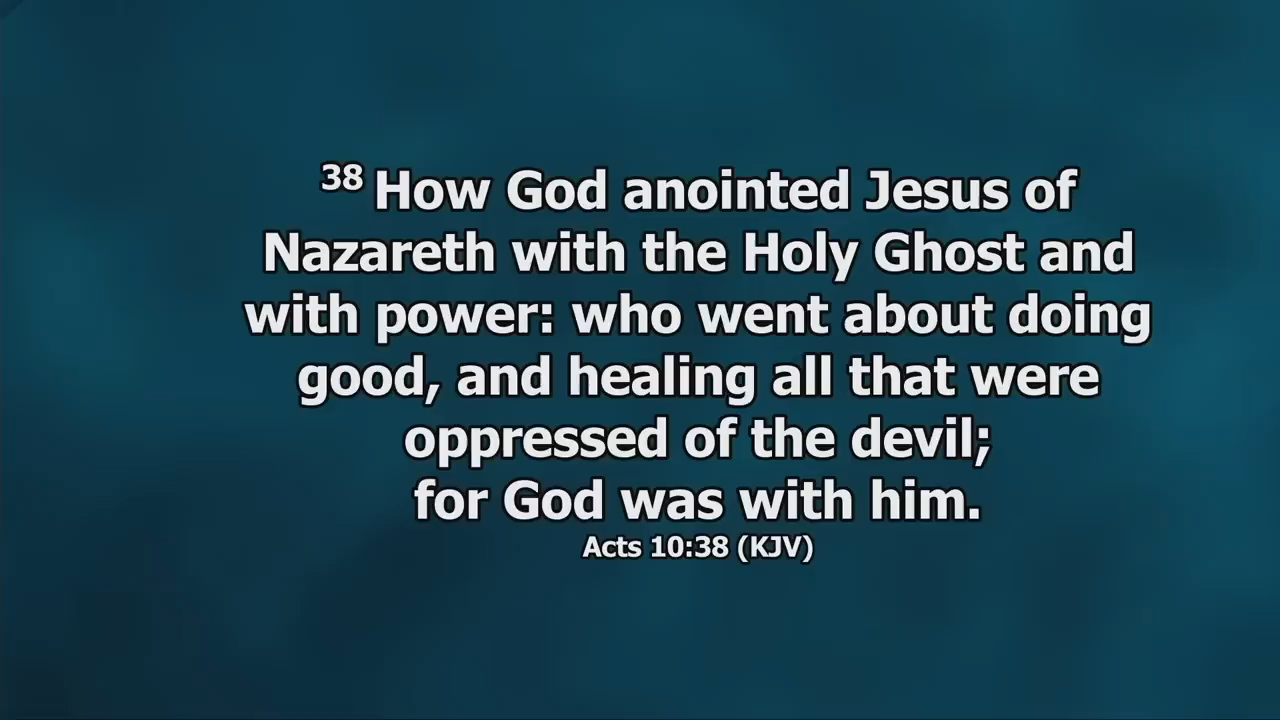 38 How God anointed Jesus of
Nazareth with the Holy Ghost and
with power: who went about doing
good, and healing all that were
oppressed of the devil;
for God was with him.
Acts 10:38 (KJV)